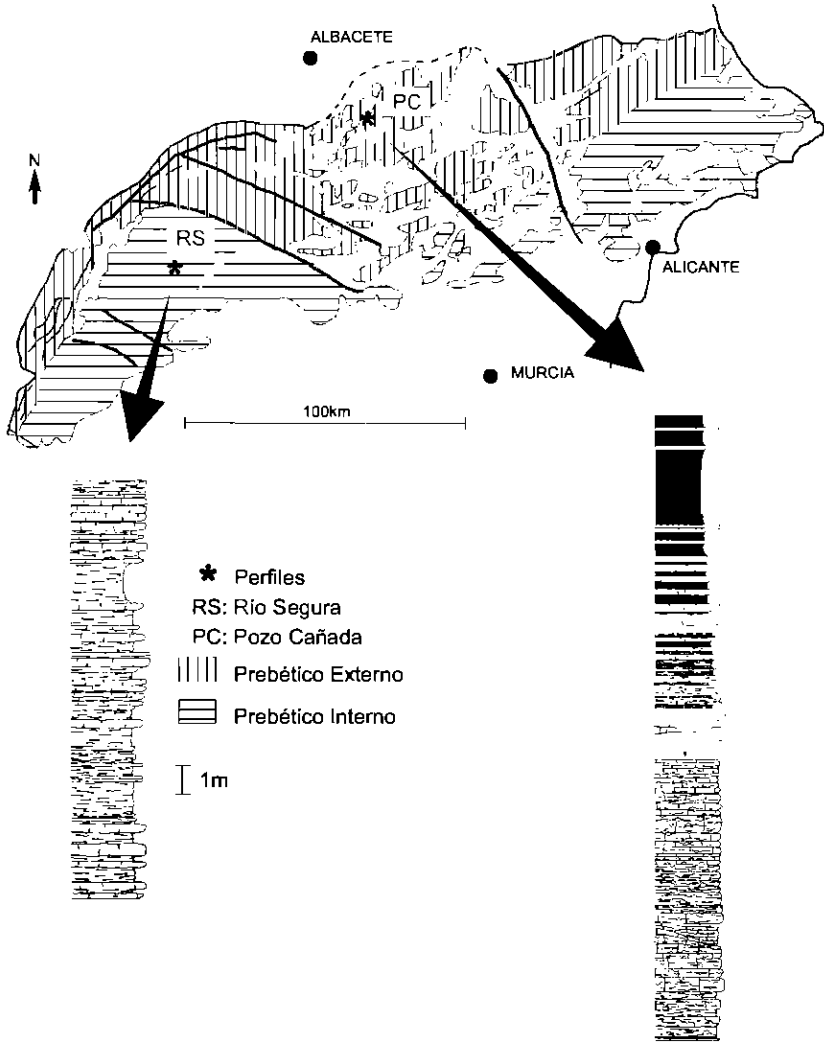 ALBACETE
PC
N
RS
ALICANTE
MURCIA
100km
* Perfiles
RS: Río Segura
PC: Pozo Cañada
Prebético Externo
Prebético Interno
1m